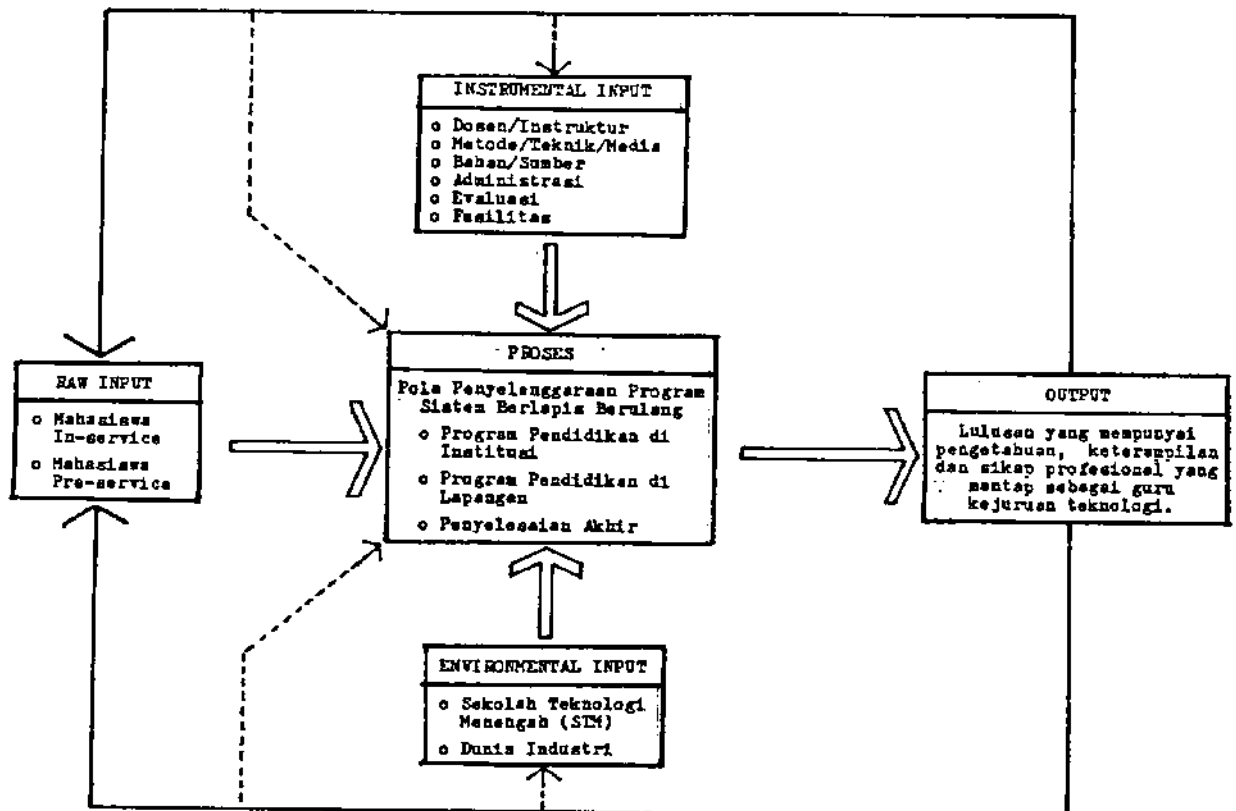 INSTRUMENTAL INPUT
o Dosen/Instruktur
o Metode/Teknik/Media
o Bahan/Sumber
o Administrasi
o Evaluasi
o Fasilitas
RAW INPUT
o Mahasiswa
In-service
o Mahasiswa
Pre-service
PROSES
Pola Penyelenggaraan Program
Sistem Berlapis Berulang
o Program Pendidikan di
Institusi
o Program Pendidikan di
Lapangan
o Penyelesaian Akhir
OUTPUT
Lulusan yang mempunyai
pengetahuan, keterampilan
dan sikap profesional yang
mantap sebagai guru
kejuruan teknologi.
ENVIRONMENTAL INPUT
o Sekolah Teknologi
Menengah (STM)
o Dunia Industri